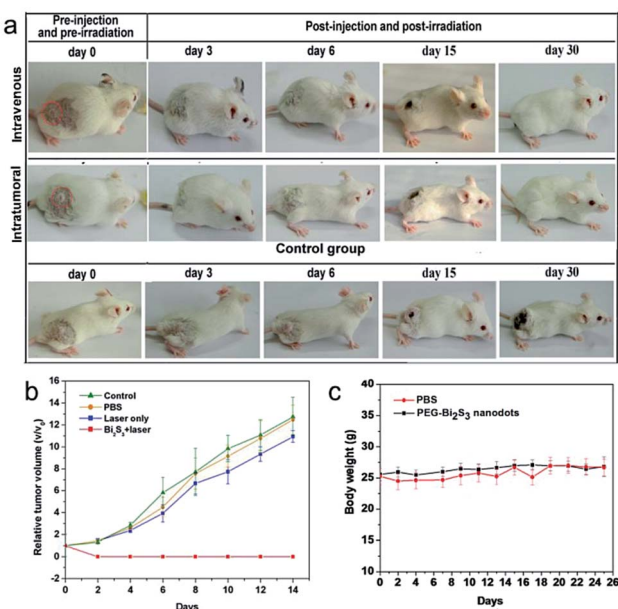 a
Pre-injection and pre-irradiation
Post-injection and post-irradiation
day 0 day 3 day 6 day 15 day 30
Intravenous
Intratumoral
Control group
day 0 day 3 day 6 day 15 day 30
b
Relative tumor volume (v/v₀)
16
14
12
10
8
6
4
2
0
-2
Control
PBS
Laser only
Bi₂S₃+laser
0 2 4 6 8 10 12 14
Days
c
Body weight (g)
40
35
30
25
20
15
10
5
0
PBS
PEG-Bi₂S₃ nanodots
0 2 4 6 8 10 12 14 16 18 20 22 24 26
Days